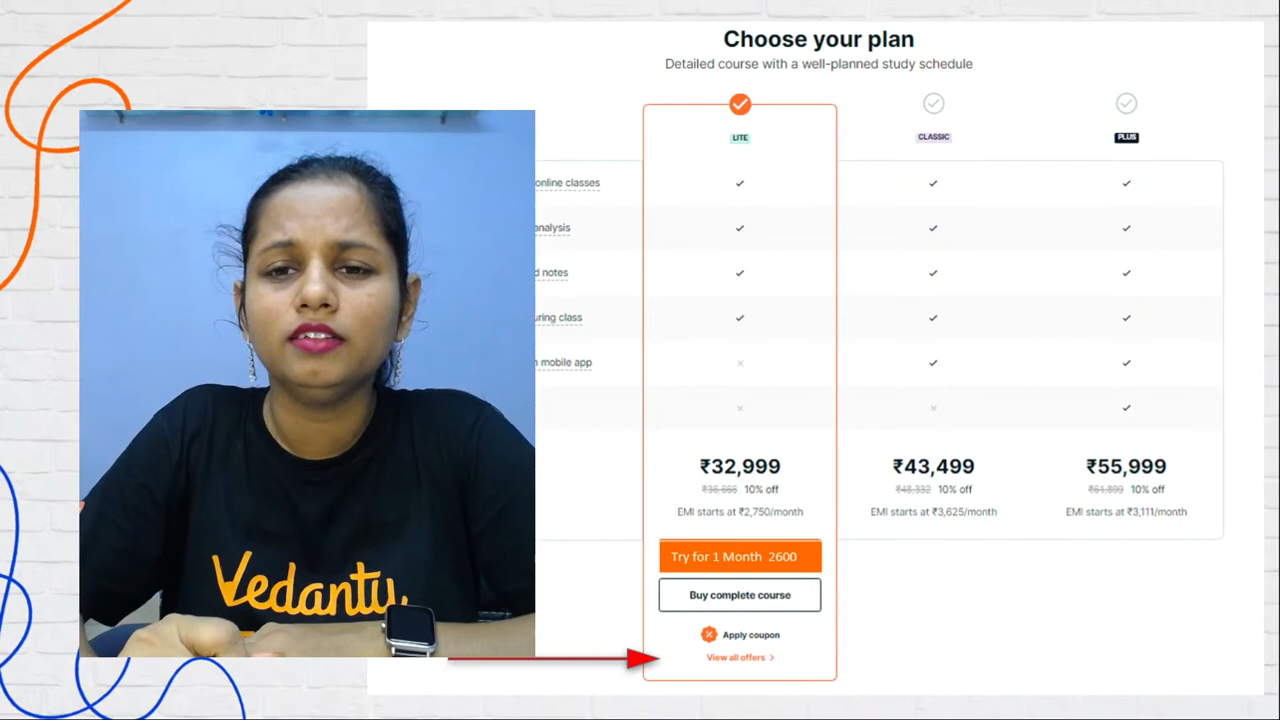 Choose your plan
Detailed course with a well-planned study schedule
LITE CLASSIC PLUS
online classes
analysis
notes
class
mobile app
₹32,999 ₹43,499 ₹55,999
₹36,666 10% off ₹48,332 10% off ₹61,899 10% off
EMI starts at ₹2,750/month EMI starts at ₹3,625/month EMI starts at ₹3,111/month
Try for 1 Month 2600
Buy complete course
Apply coupon
View all offers
Vedantu